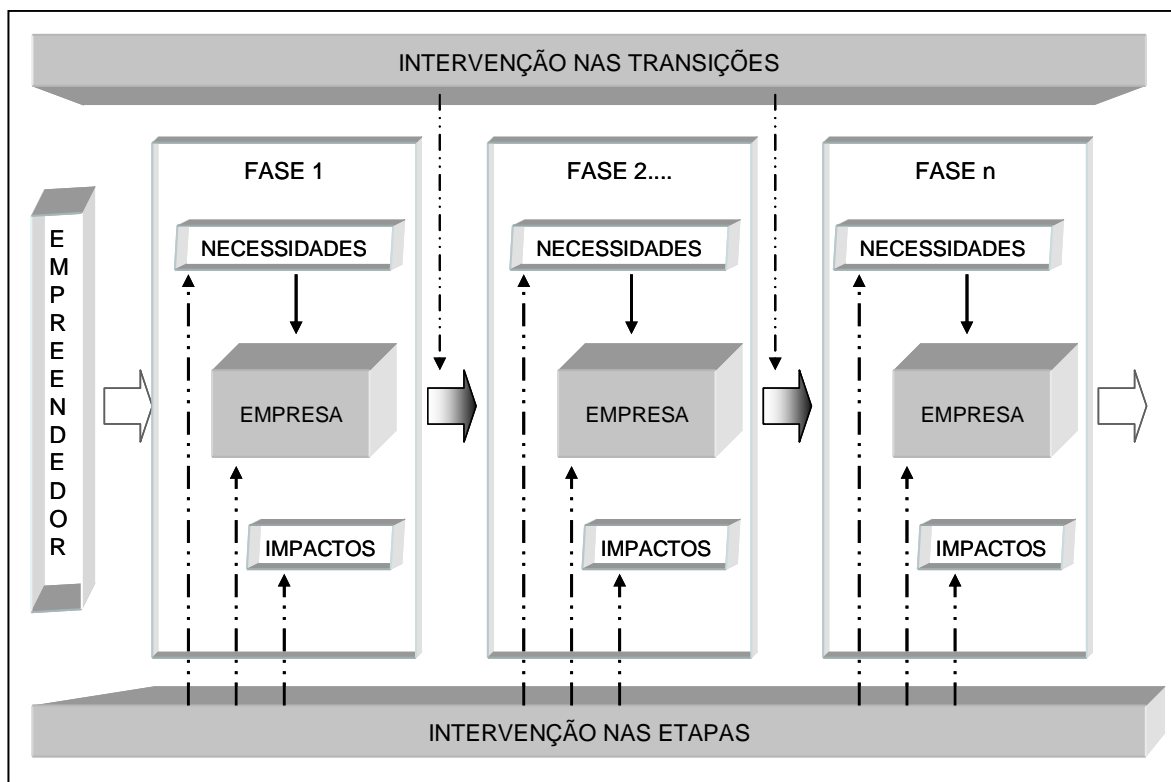 INTERVENÇÃO NAS TRANSIÇÕES
EMPREENDEDOR
FASE 1
NECESSIDADES
EMPRESA
IMPACTOS
FASE 2....
NECESSIDADES
EMPRESA
IMPACTOS
FASE n
NECESSIDADES
EMPRESA
IMPACTOS
INTERVENÇÃO NAS ETAPAS